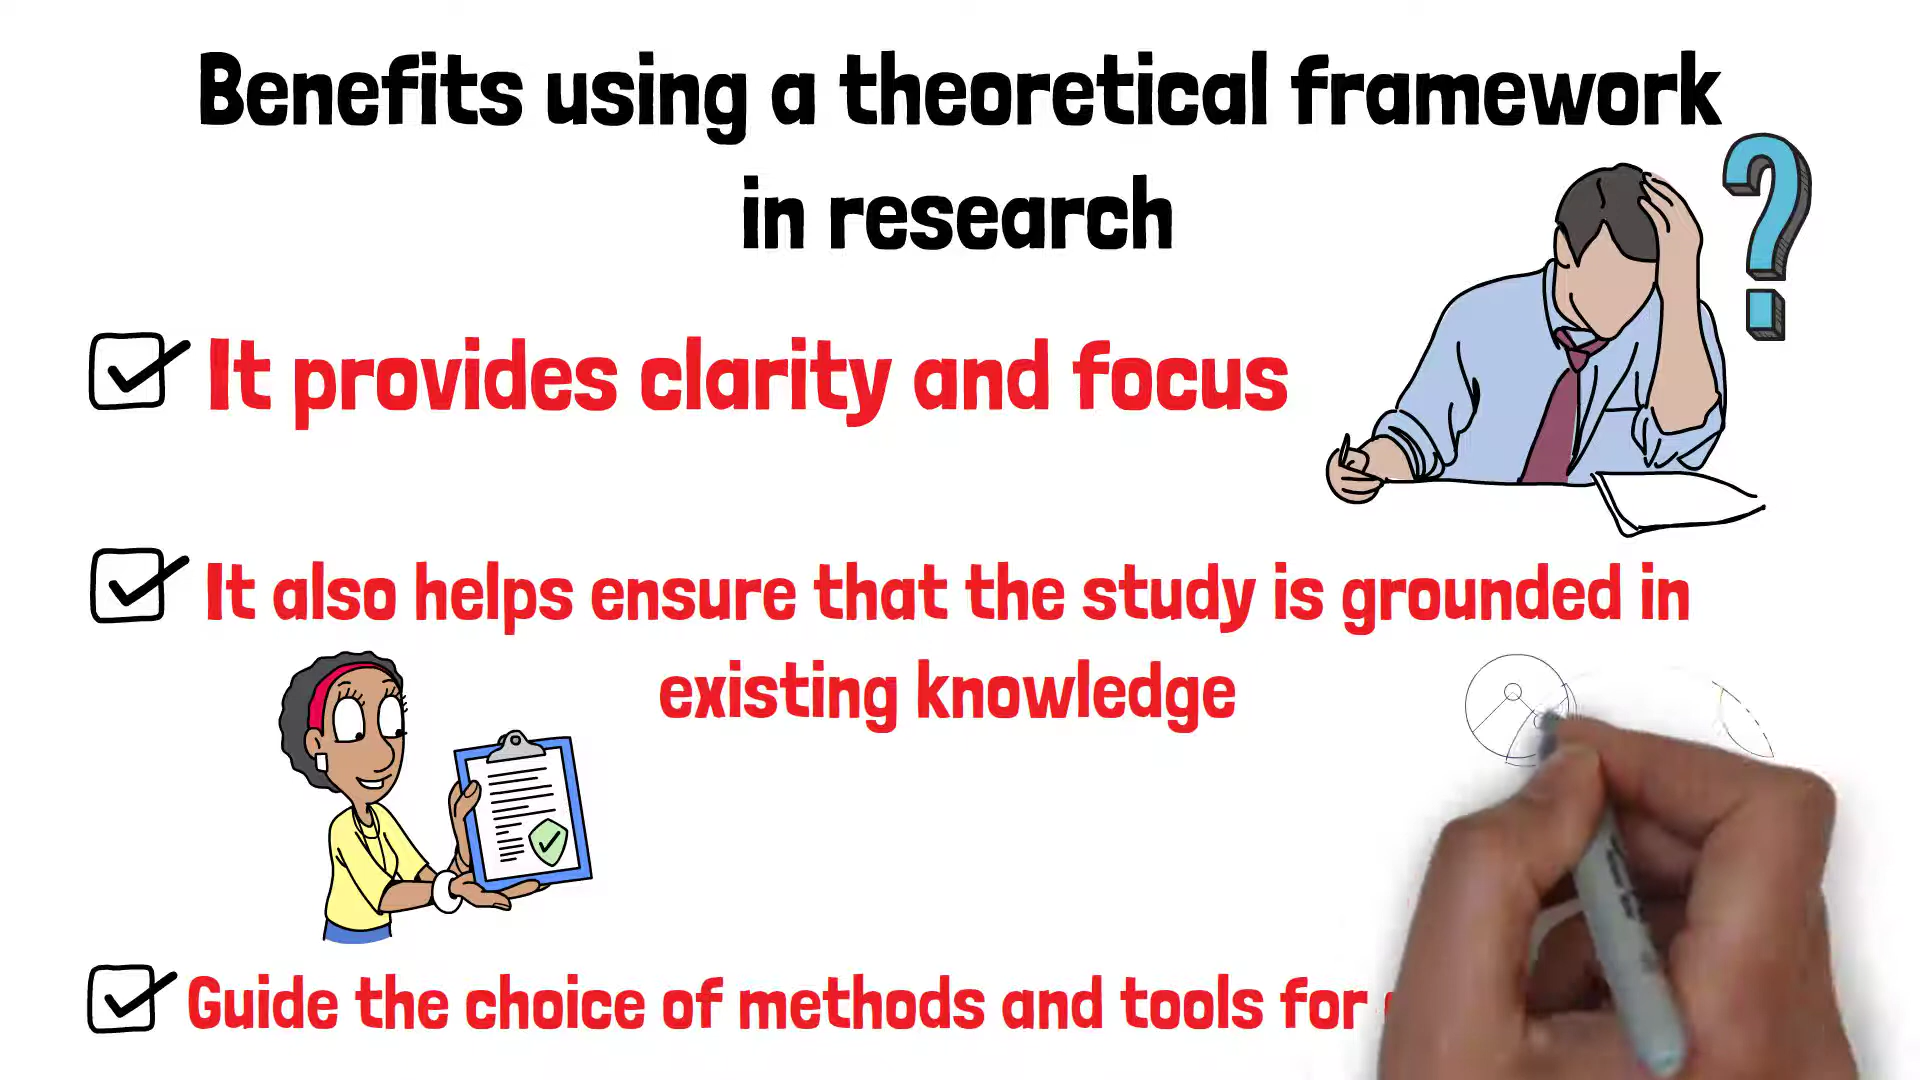 Benefits using a theoretical framework
in research
It provides clarity and focus
It also helps ensure that the study is grounded in
existing knowledge
Guide the choice of methods and tools for